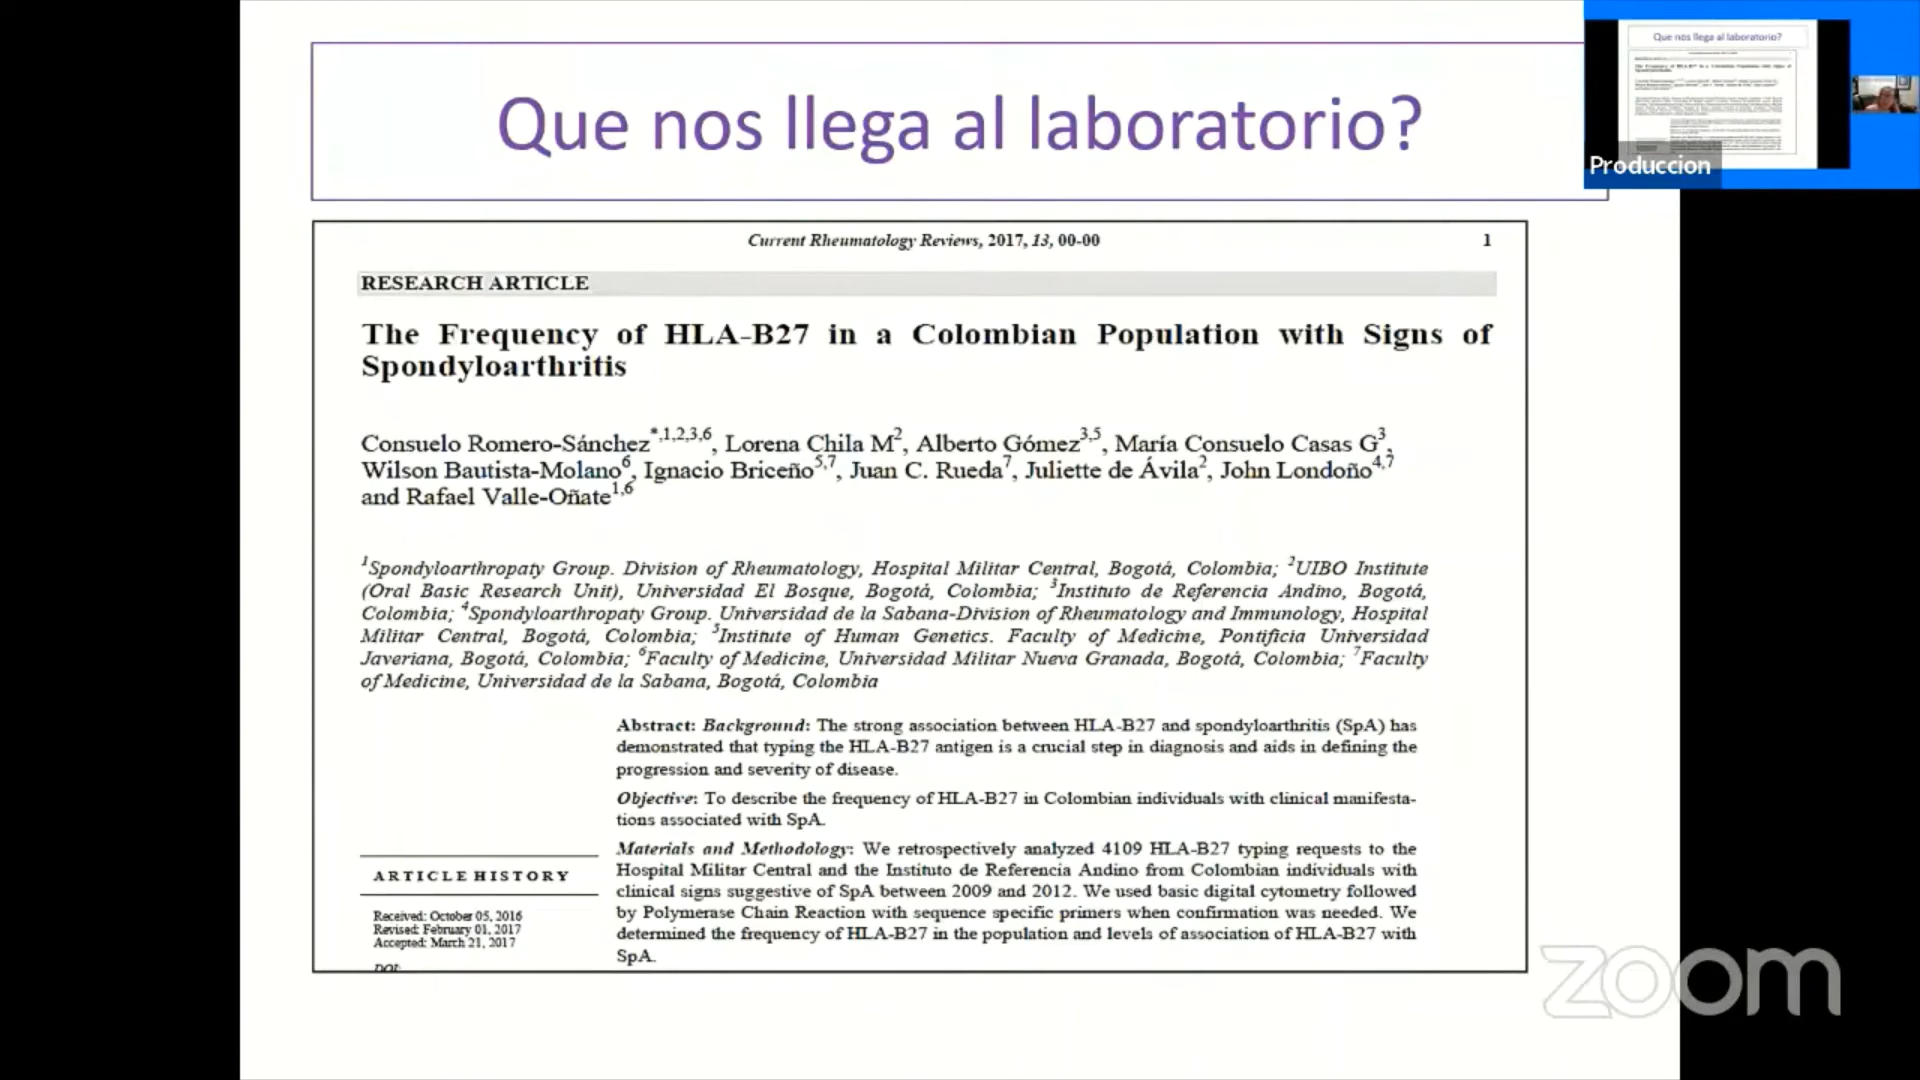 Que nos llega al laboratorio?
Current Rheumatology Reviews, 2017, 13, 00-00 1
RESEARCH ARTICLE
The Frequency of HLA-B27 in a Colombian Population with Signs of
Spondyloarthritis
Consuelo Romero-Sánchez*,1,2,3,6, Lorena Chila M2, Alberto Gómez3,5, María Consuelo Casas G3,
Wilson Bautista-Molano6, Ignacio Briceño5,7, Juan C. Rueda7, Juliette de Ávila2, John Londoño4,7
and Rafael Valle-Oñate1,6
1Spondyloarthropaty Group. Division of Rheumatology, Hospital Militar Central, Bogotá, Colombia; 2UIBO Institute
(Oral Basic Research Unit), Universidad El Bosque, Bogotá, Colombia; 3Instituto de Referencia Andino, Bogotá,
Colombia; 4Spondyloarthropaty Group. Universidad de la Sabana-Division of Rheumatology and Immunology, Hospital
Militar Central, Bogotá, Colombia; 5Institute of Human Genetics. Faculty of Medicine, Pontificia Universidad
Javeriana, Bogotá, Colombia; 6Faculty of Medicine, Universidad Militar Nueva Granada, Bogotá, Colombia; 7Faculty
of Medicine, Universidad de la Sabana, Bogotá, Colombia
Abstract: Background: The strong association between HLA-B27 and spondyloarthritis (SpA) has
demonstrated that typing the HLA-B27 antigen is a crucial step in diagnosis and aids in defining the
progression and severity of disease.
Objective: To describe the frequency of HLA-B27 in Colombian individuals with clinical manifesta-
tions associated with SpA.
Materials and Methodology: We retrospectively analyzed 4109 HLA-B27 typing requests to the
Hospital Militar Central and the Instituto de Referencia Andino from Colombian individuals with
clinical signs suggestive of SpA between 2009 and 2012. We used basic digital cytometry followed
by Polymerase Chain Reaction with sequence specific primers when confirmation was needed. We
determined the frequency of HLA-B27 in the population and levels of association of HLA-B27 with
SpA.
ARTICLE HISTORY
Received: October 05, 2016
Revised: February 01, 2017
Accepted: March 21, 2017
DOI:
Que nos llega al laboratorio?
Produccion
zoom